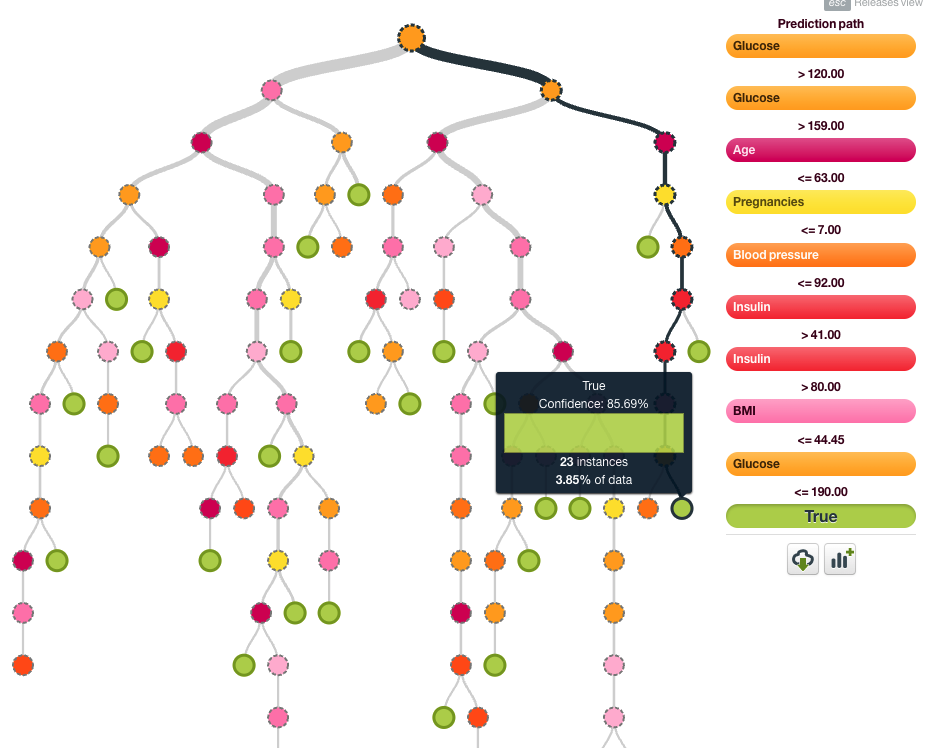 esc Releases view
Prediction path
Glucose
> 120.00
Glucose
> 159.00
Age
<= 63.00
Pregnancies
<= 7.00
Blood pressure
<= 92.00
Insulin
> 41.00
Insulin
> 80.00
BMI
<= 44.45
Glucose
<= 190.00
True
True
Confidence: 85.69%
23 instances
3.85% of data